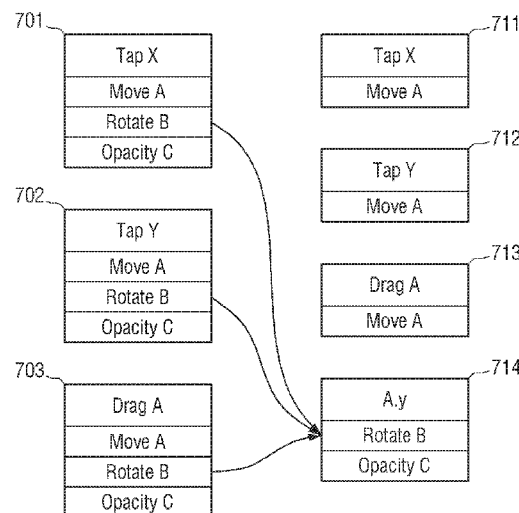 701
Tap X
Move A
Rotate B
Opacity C
702
Tap Y
Move A
Rotate B
Opacity C
703
Drag A
Move A
Rotate B
Opacity C
711
Tap X
Move A
712
Tap Y
Move A
713
Drag A
Move A
714
A.y
Rotate B
Opacity C